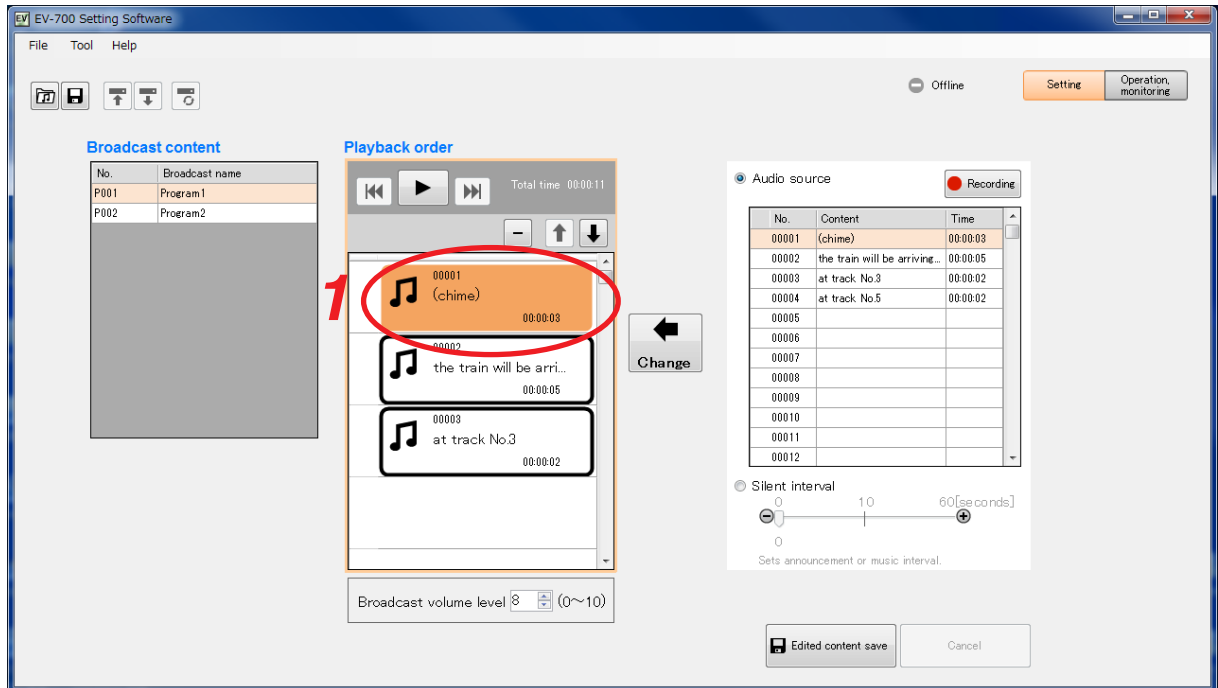 EV EV-700 Setting Software
File Tool Help
Offline
Setting
Operation,
monitoring
Broadcast content
No. Broadcast name
P001 Program1
P002 Program2
Playback order
Total time 00:00:11
1
00001
(chime)
00:00:03
00002
the train will be arri...
00:00:05
00003
at track No.3
00:00:02
Broadcast volume level 8 (0~10)
Change
Audio source
Recording
No. Content Time
00001 (chime) 00:00:03
00002 the train will be arriving... 00:00:05
00003 at track No.3 00:00:02
00004 at track No.5 00:00:02
00005
00006
00007
00008
00009
00010
00011
00012
Silent interval
0 10 60[seconds]
0
Sets announcement or music interval.
Edited content save
Cancel